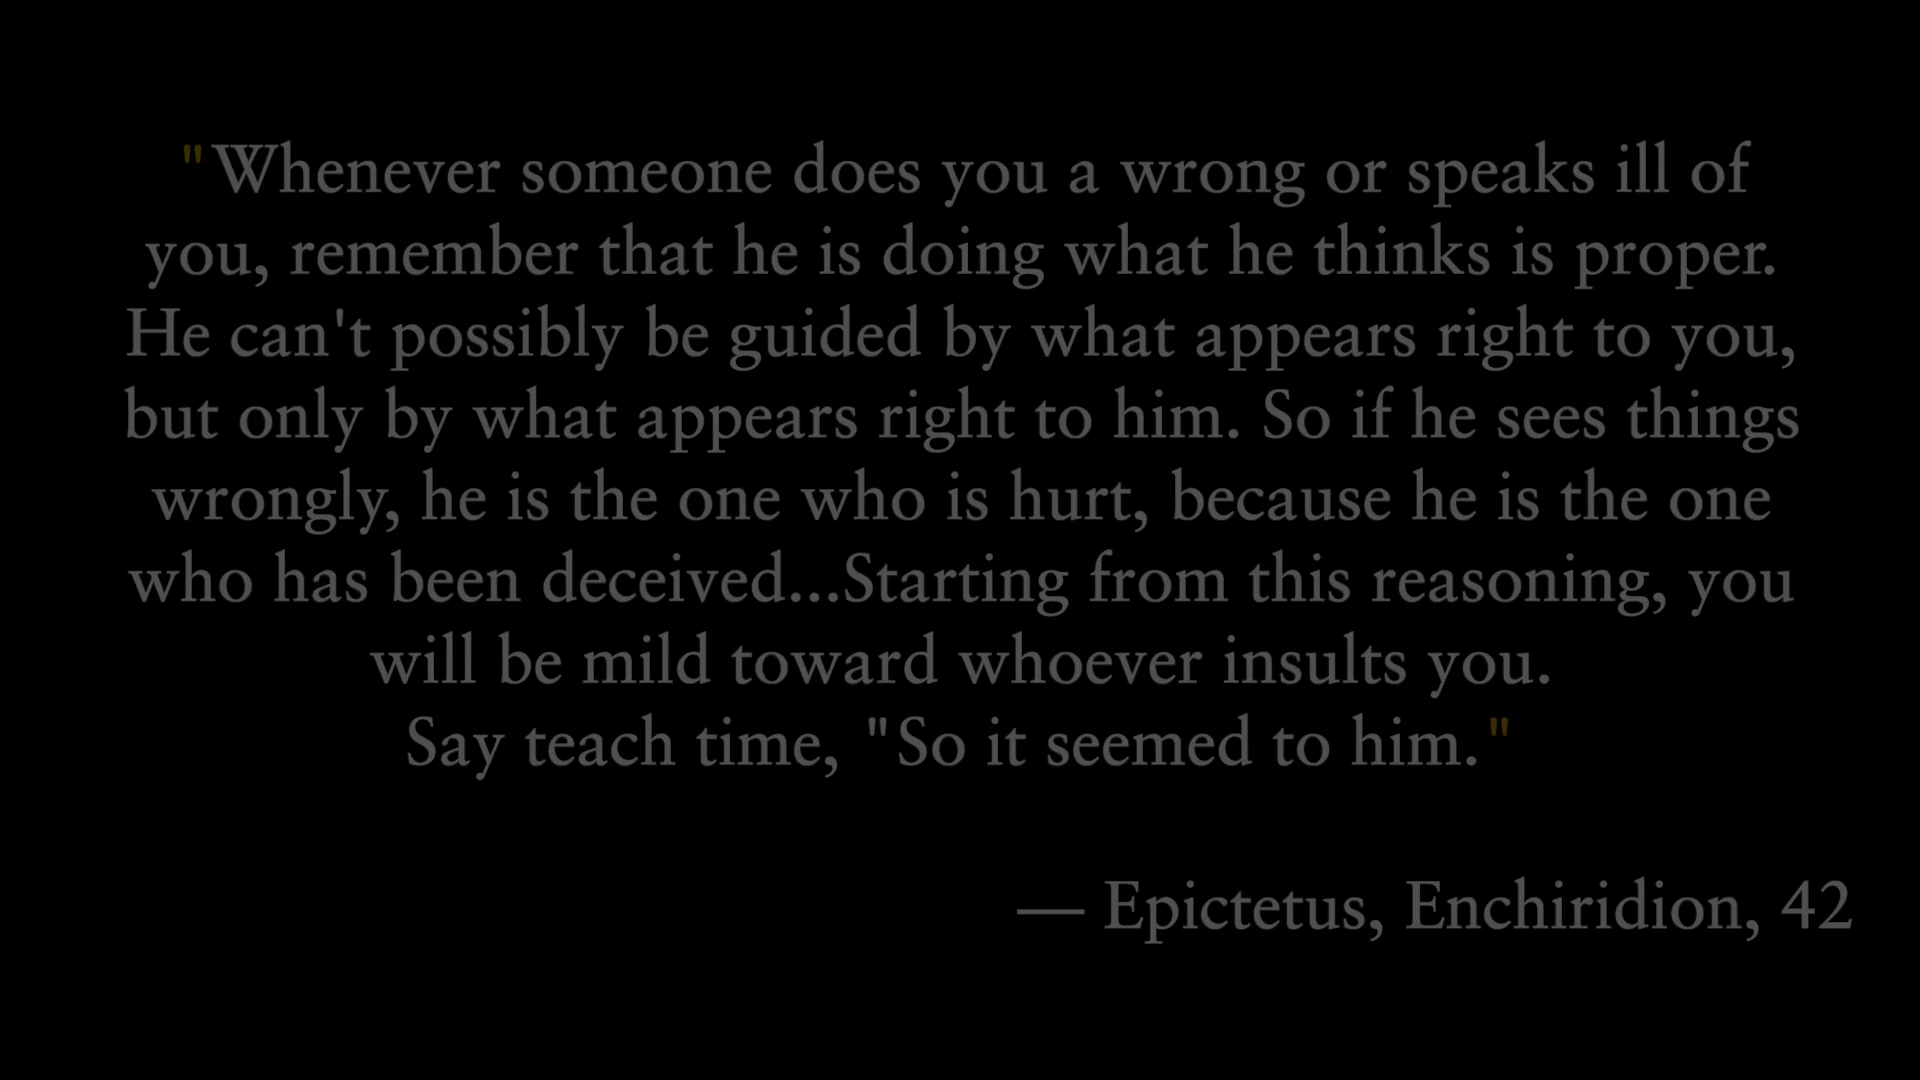 "Whenever someone does you a wrong or speaks ill of
you, remember that he is doing what he thinks is proper.
He can't possibly be guided by what appears right to you,
but only by what appears right to him. So if he sees things
wrongly, he is the one who is hurt, because he is the one
who has been deceived...Starting from this reasoning, you
will be mild toward whoever insults you.
Say teach time, "So it seemed to him."
— Epictetus, Enchiridion, 42